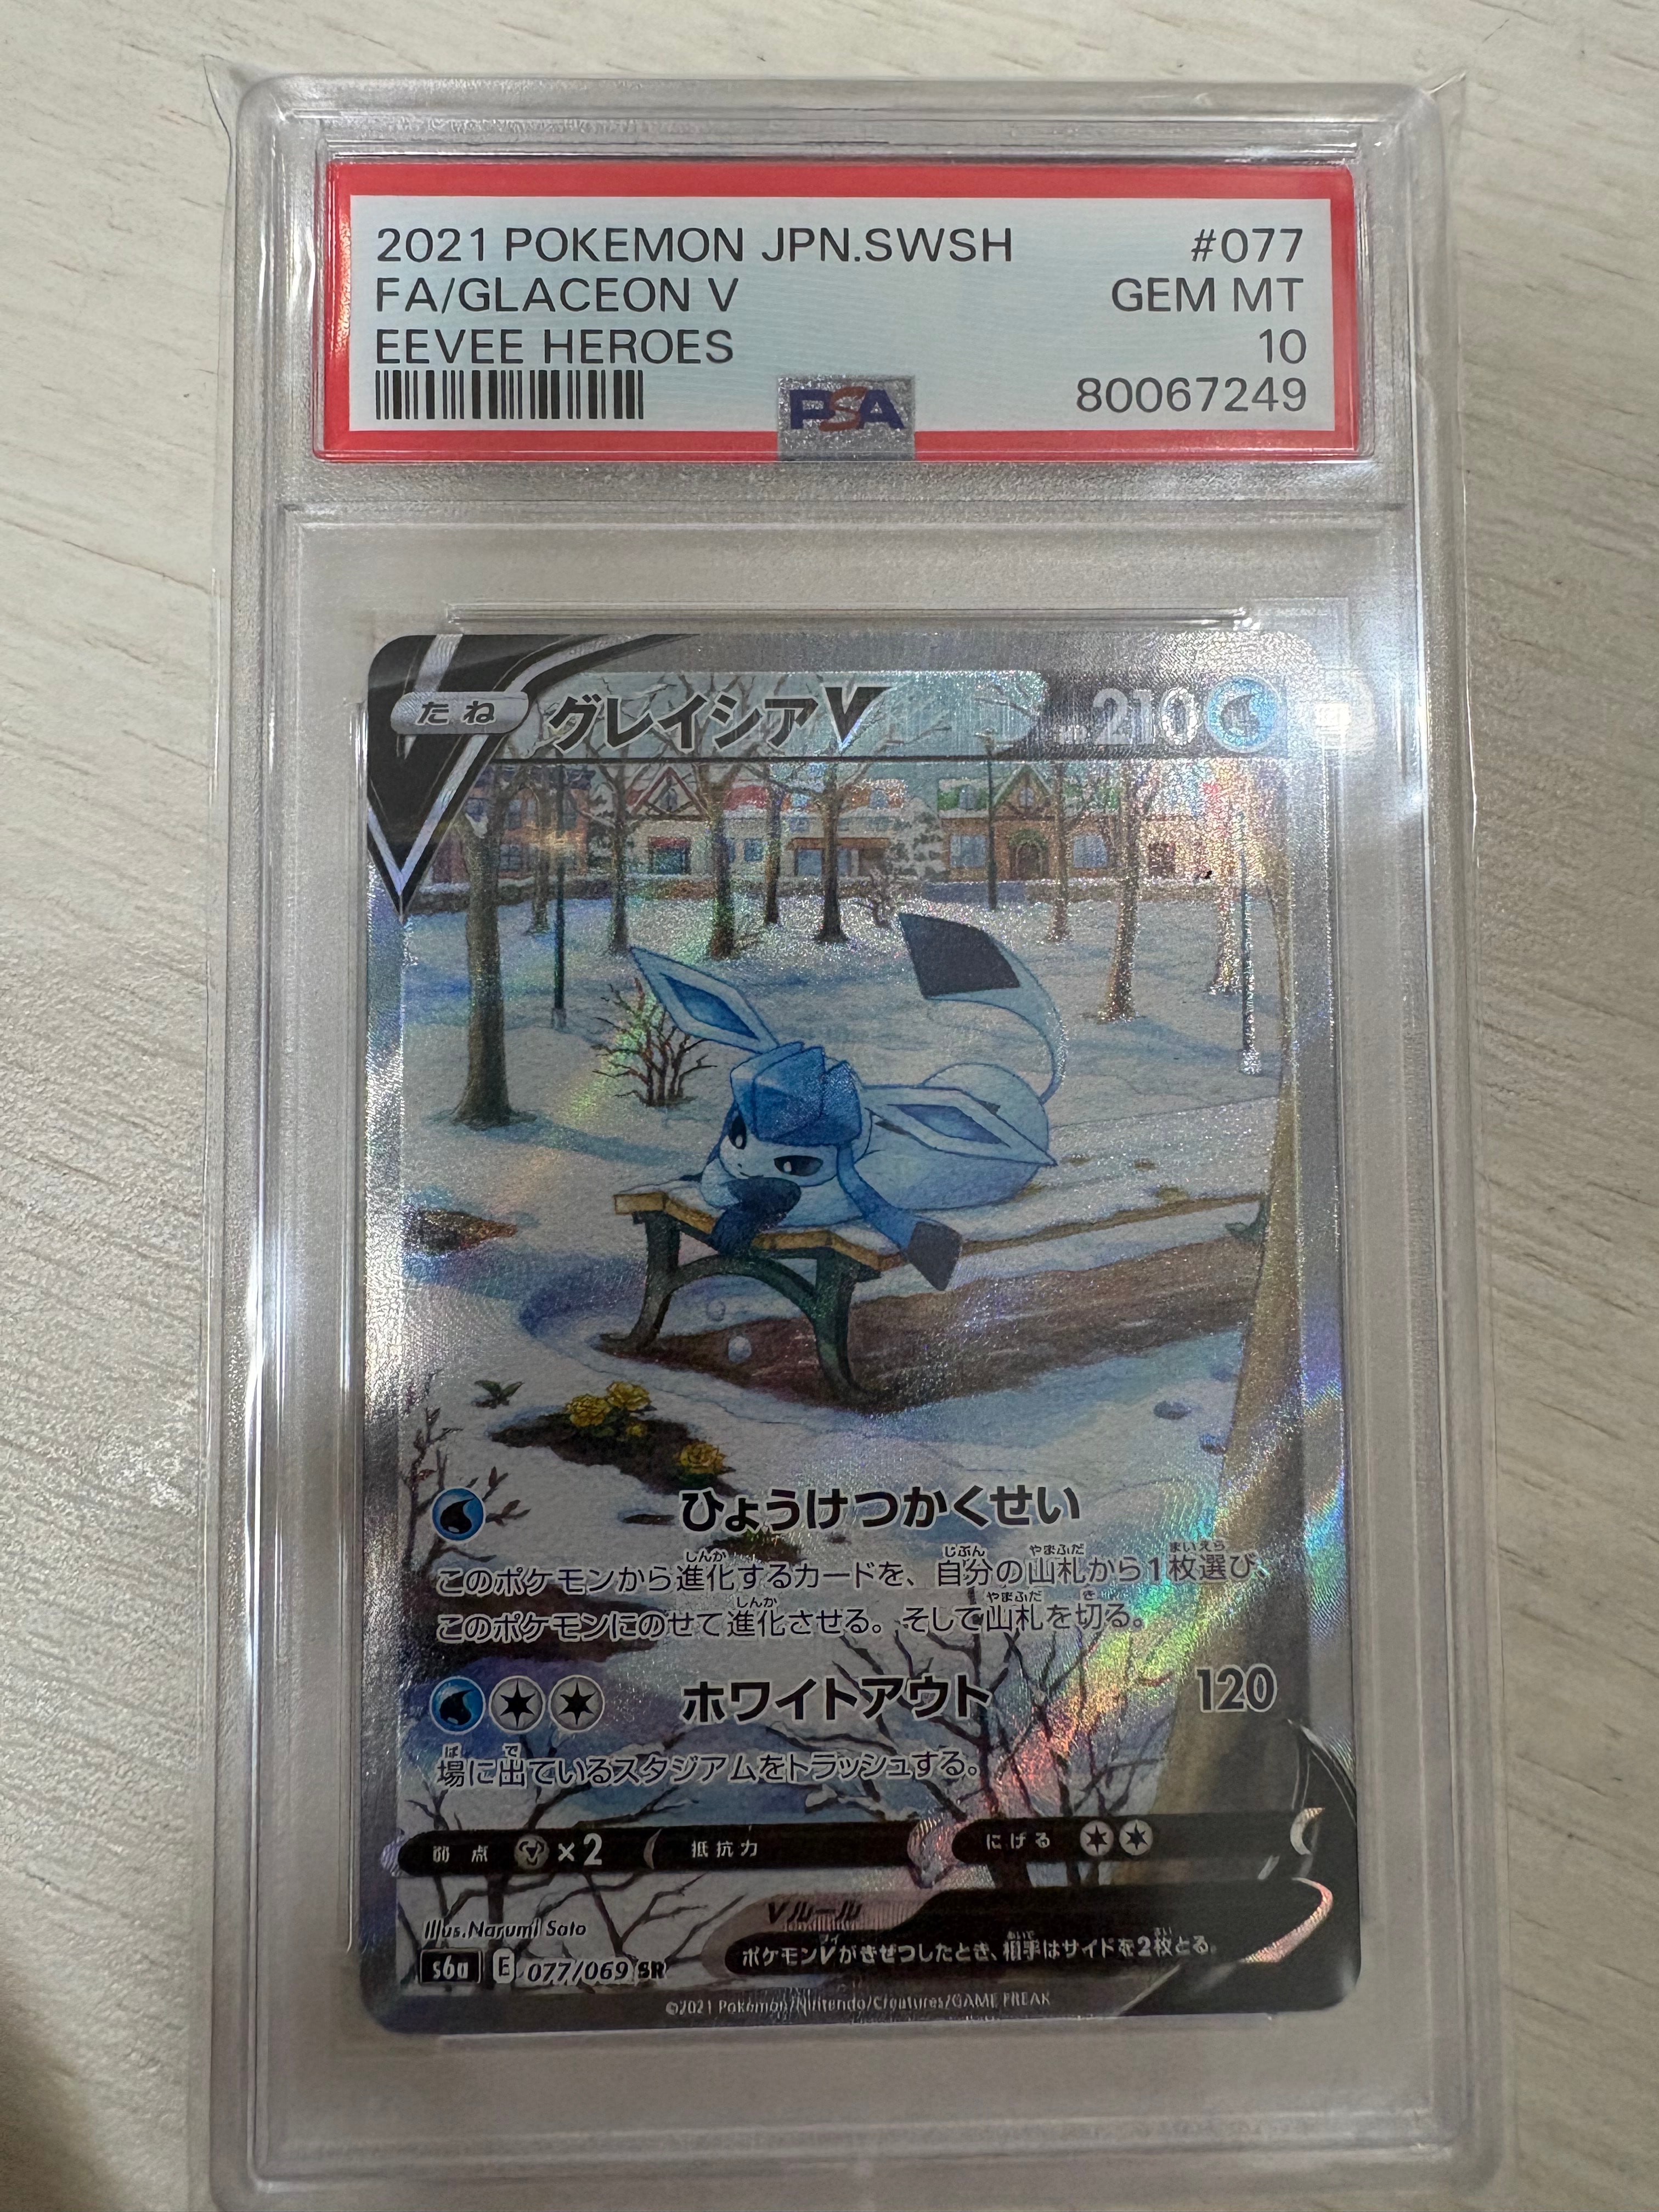 2021 POKEMON JPN.SWSH #077
FA/GLACEON V GEM MT
EEVEE HEROES 10
PSA 80067249
たね グレイシアV HP 210
ひょうけつかくせい
このポケモンから進化するカードを、自分の山札から1枚選び、
このポケモンにのせて進化させる。そして山札を切る。
ホワイトアウト 120
場に出ているスタジアムをトラッシュする。
弱点 ×2 抵抗力 にげる
Vルール
Illus. Narumi Sato
ポケモンVがきぜつしたとき、相手はサイドを2枚とる。
s6a E 077/069 SR
©2021 Pokémon/Nintendo/Creatures/GAME FREAK